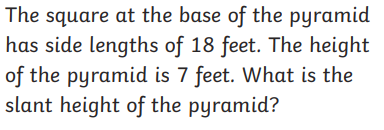 The square at the base of the pyramid
has side lengths of 18 feet. The height
of the pyramid is 7 feet. What is the
slant height of the pyramid?